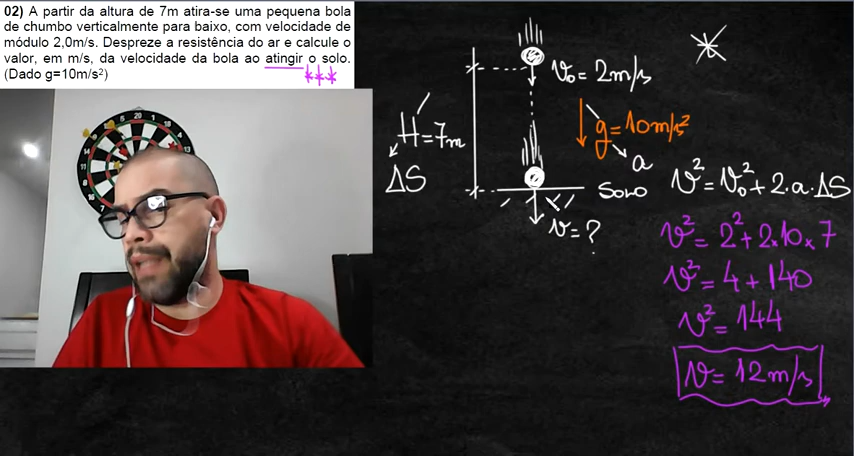 02) A partir da altura de 7m atira-se uma pequena bola
de chumbo verticalmente para baixo, com velocidade de
módulo 2,0m/s. Despreze a resistência do ar e calcule o
valor, em m/s, da velocidade da bola ao atingir o solo.
(Dado g=10m/s²)
v₀ = 2m/s
g = 10m/s²
a
H = 7m
ΔS
SOLO
v = ?
v² = v₀² + 2.a.ΔS
v² = 2² + 2x10x7
v² = 4 + 140
v² = 144
v = 12m/s